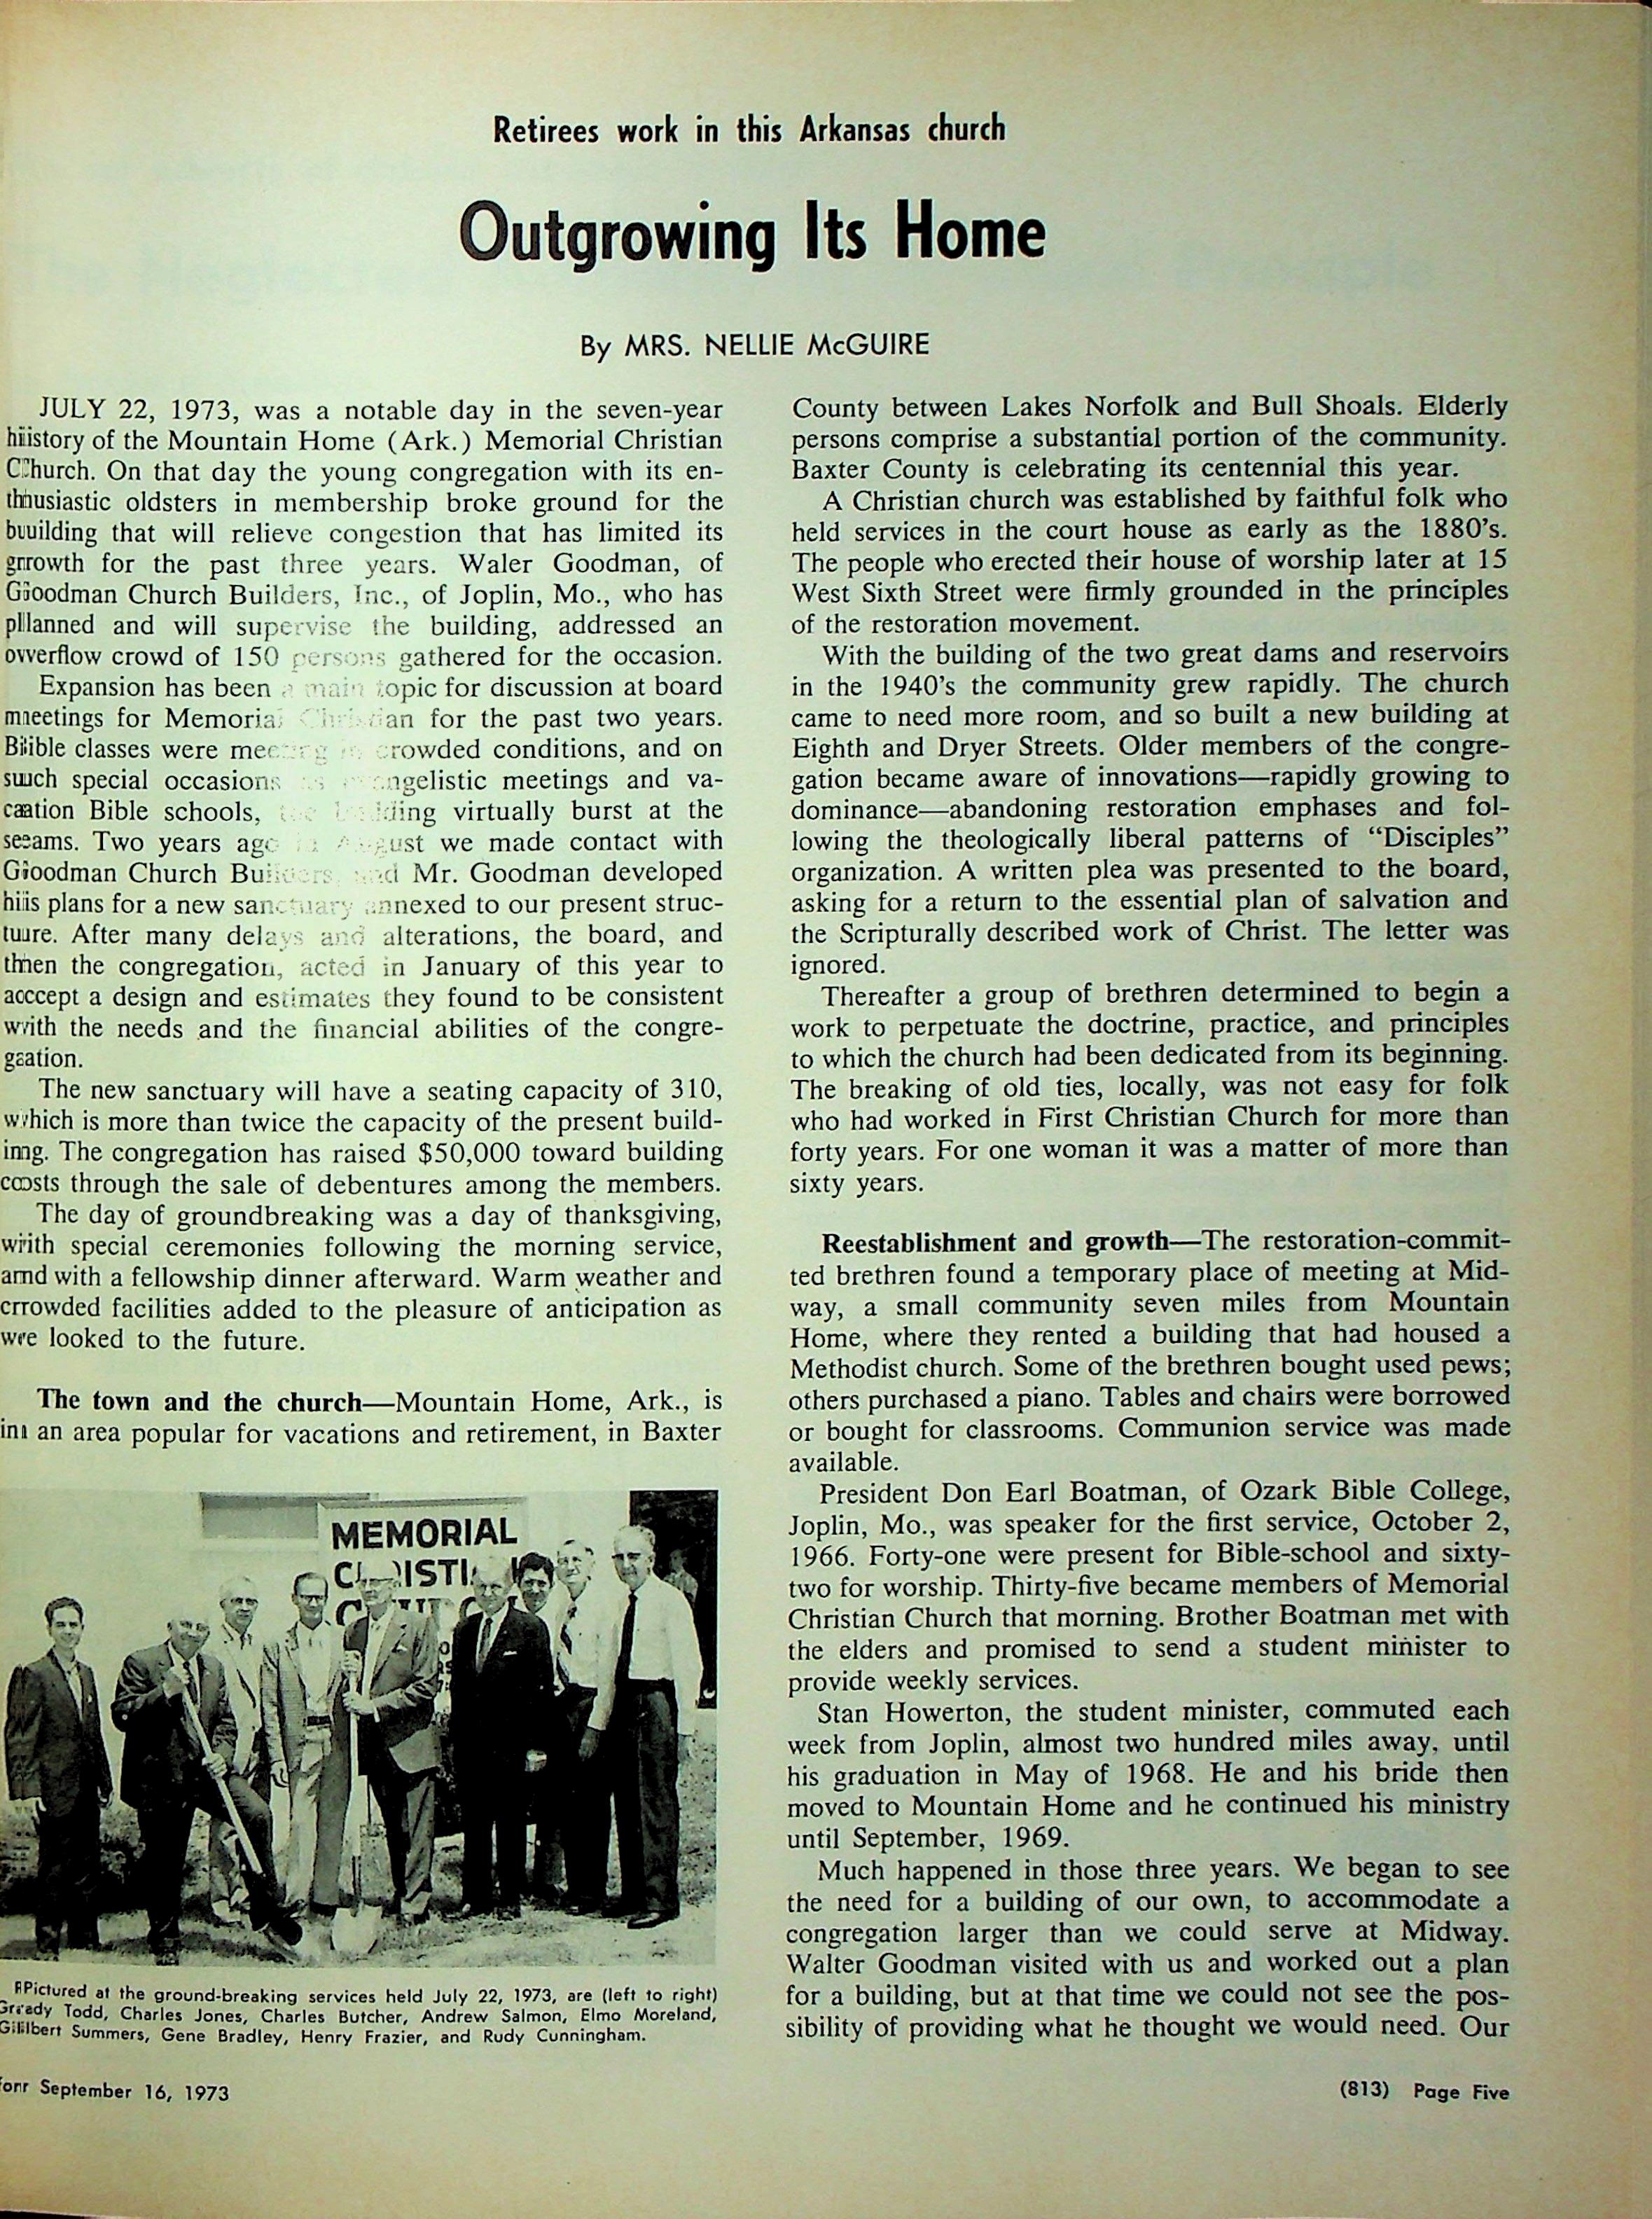 Retirees work in this Arkansas church
Outgrowing Its Home
By MRS. NELLIE McGUIRE
JULY 22, 1973, was a notable day in the seven-year
history of the Mountain Home (Ark.) Memorial Christian
Church. On that day the young congregation with its en-
thusiastic oldsters in membership broke ground for the
building that will relieve congestion that has limited its
growth for the past three years. Waler Goodman, of
Goodman Church Builders, Inc., of Joplin, Mo., who has
planned and will supervise the building, addressed an
overflow crowd of 150 persons gathered for the occasion.
Expansion has been a main topic for discussion at board
meetings for Memorial Christian for the past two years.
Bible classes were meeting in crowded conditions, and on
such special occasions as evangelistic meetings and va-
cation Bible schools, the building virtually burst at the
seams. Two years ago in August we made contact with
Goodman Church Builders, and Mr. Goodman developed
his plans for a new sanctuary annexed to our present struc-
ture. After many delays and alterations, the board, and
then the congregation, acted in January of this year to
accept a design and estimates they found to be consistent
with the needs and the financial abilities of the congre-
gation.
The new sanctuary will have a seating capacity of 310,
which is more than twice the capacity of the present build-
ing. The congregation has raised $50,000 toward building
costs through the sale of debentures among the members.
The day of groundbreaking was a day of thanksgiving,
with special ceremonies following the morning service,
and with a fellowship dinner afterward. Warm weather and
crowded facilities added to the pleasure of anticipation as
we looked to the future.
The town and the church—Mountain Home, Ark., is
in an area popular for vacations and retirement, in Baxter
MEMORIAL
Pictured at the ground-breaking services held July 22, 1973, are (left to right)
Grady Todd, Charles Jones, Charles Butcher, Andrew Salmon, Elmo Moreland,
Gilbert Summers, Gene Bradley, Henry Frazier, and Rudy Cunningham.
County between Lakes Norfolk and Bull Shoals. Elderly
persons comprise a substantial portion of the community.
Baxter County is celebrating its centennial this year.
A Christian church was established by faithful folk who
held services in the court house as early as the 1880's.
The people who erected their house of worship later at 15
West Sixth Street were firmly grounded in the principles
of the restoration movement.
With the building of the two great dams and reservoirs
in the 1940's the community grew rapidly. The church
came to need more room, and so built a new building at
Eighth and Dryer Streets. Older members of the congre-
gation became aware of innovations—rapidly growing to
dominance—abandoning restoration emphases and fol-
lowing the theologically liberal patterns of "Disciples"
organization. A written plea was presented to the board,
asking for a return to the essential plan of salvation and
the Scripturally described work of Christ. The letter was
ignored.
Thereafter a group of brethren determined to begin a
work to perpetuate the doctrine, practice, and principles
to which the church had been dedicated from its beginning.
The breaking of old ties, locally, was not easy for folk
who had worked in First Christian Church for more than
forty years. For one woman it was a matter of more than
sixty years.
Reestablishment and growth—The restoration-commit-
ted brethren found a temporary place of meeting at Mid-
way, a small community seven miles from Mountain
Home, where they rented a building that had housed a
Methodist church. Some of the brethren bought used pews;
others purchased a piano. Tables and chairs were borrowed
or bought for classrooms. Communion service was made
available.
President Don Earl Boatman, of Ozark Bible College,
Joplin, Mo., was speaker for the first service, October 2,
1966. Forty-one were present for Bible-school and sixty-
two for worship. Thirty-five became members of Memorial
Christian Church that morning. Brother Boatman met with
the elders and promised to send a student minister to
provide weekly services.
Stan Howerton, the student minister, commuted each
week from Joplin, almost two hundred miles away, until
his graduation in May of 1968. He and his bride then
moved to Mountain Home and he continued his ministry
until September, 1969.
Much happened in those three years. We began to see
the need for a building of our own, to accommodate a
congregation larger than we could serve at Midway.
Walter Goodman visited with us and worked out a plan
for a building, but at that time we could not see the pos-
sibility of providing what he thought we would need. Our
for September 16, 1973
(813) Page Five